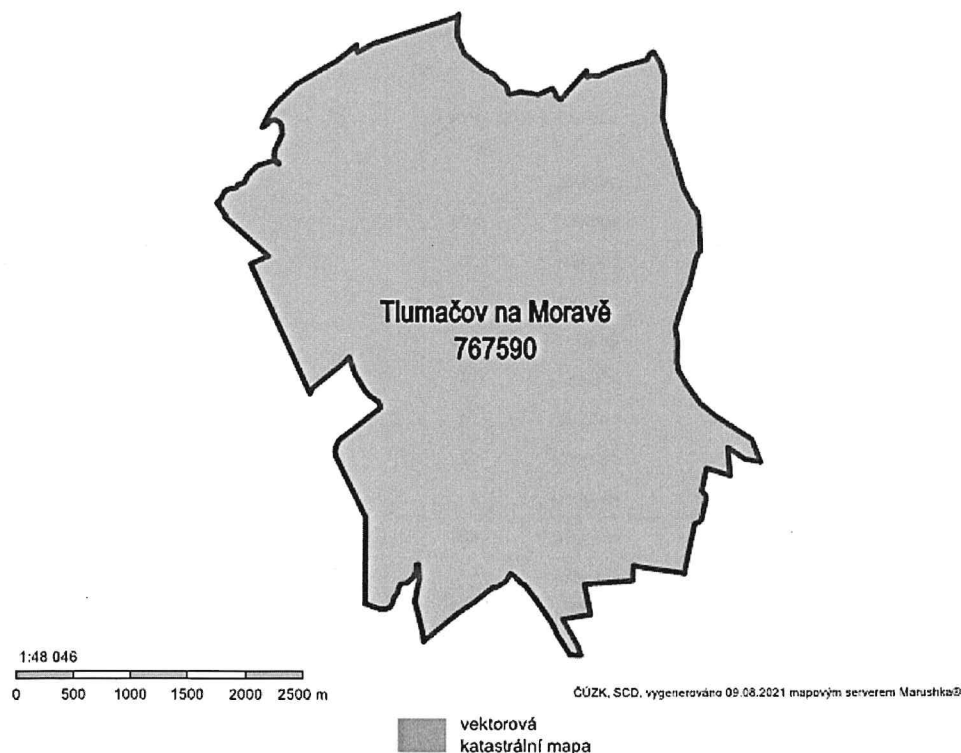 Tlumačov na Moravě
767590
1:48 046
0 500 1000 1500 2000 2500 m
ČÚZK, SCD, vygenerováno 09.08.2021 mapovým serverem Marushka®
vektorová
katastrální mapa